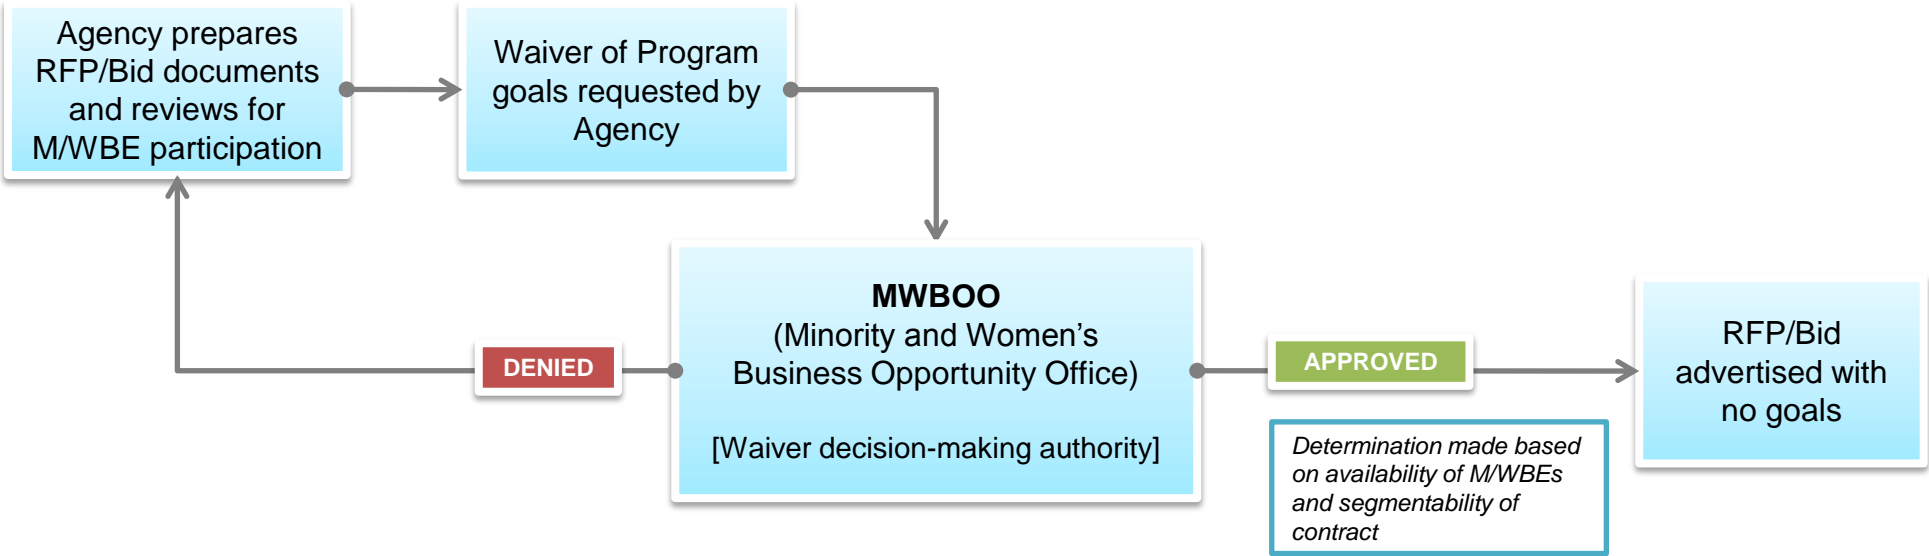 Agency prepares
RFP/Bid documents
and reviews for
M/WBE participation
Waiver of Program
goals requested by
Agency
MWBOO
(Minority and Women’s
Business Opportunity Office)
[Waiver decision-making authority]
DENIED
APPROVED
Determination made based
on availability of M/WBEs
and segmentability of
contract
RFP/Bid
advertised with
no goals